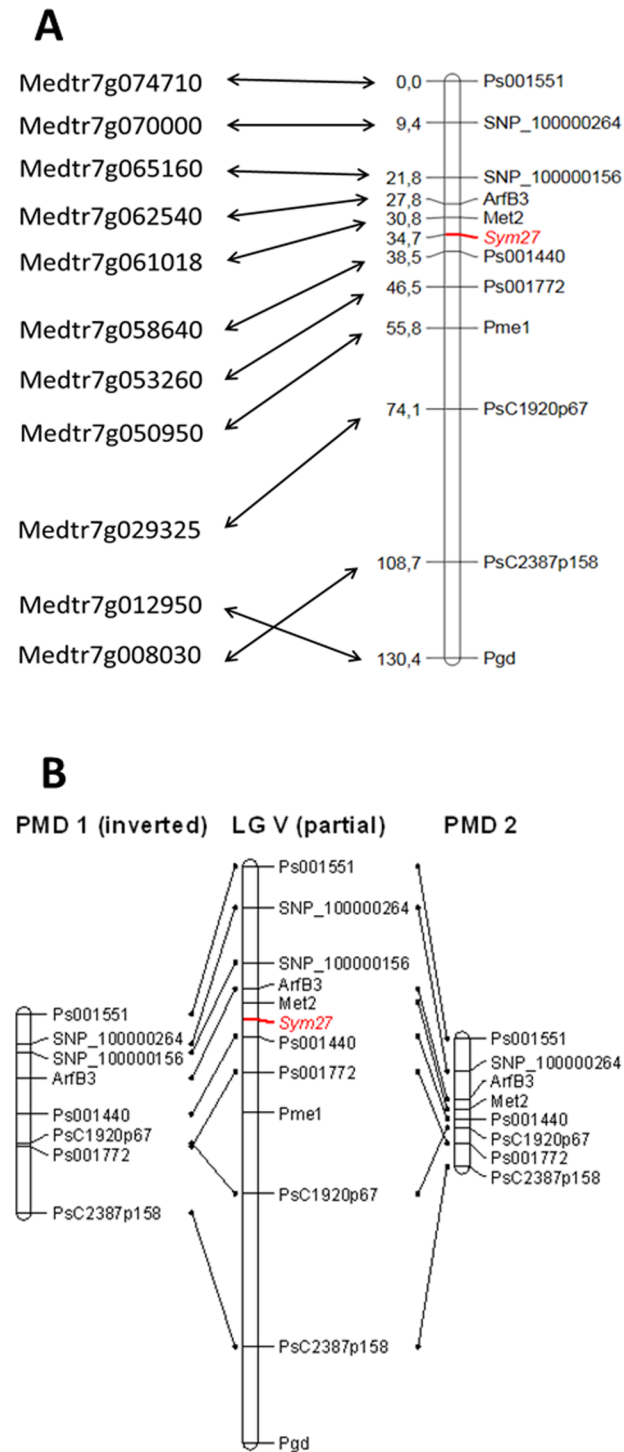 A
Medtr7g074710 0,0 Ps001551
Medtr7g070000 9,4 SNP_100000264
Medtr7g065160 21,8 SNP_100000156
Medtr7g062540 27,8 ArfB3
Medtr7g061018 30,8 Met2
34,7 Sym27
Medtr7g058640 38,5 Ps001440
Medtr7g053260 46,5 Ps001772
Medtr7g050950 55,8 Pme1
Medtr7g029325 74,1 PsC1920p67
Medtr7g012950 108,7 PsC2387p158
Medtr7g008030 130,4 Pgd
B
PMD 1 (inverted) LG V (partial) PMD 2
Ps001551
SNP_100000264
SNP_100000156
ArfB3
Ps001440
PsC1920p67
Ps001772
PsC2387p158
Ps001551
SNP_100000264
SNP_100000156
ArfB3
Met2
Sym27
Ps001440
Ps001772
Pme1
PsC1920p67
PsC2387p158
Pgd
Ps001551
SNP_100000264
ArfB3
Met2
Ps001440
PsC1920p67
Ps001772
PsC2387p158